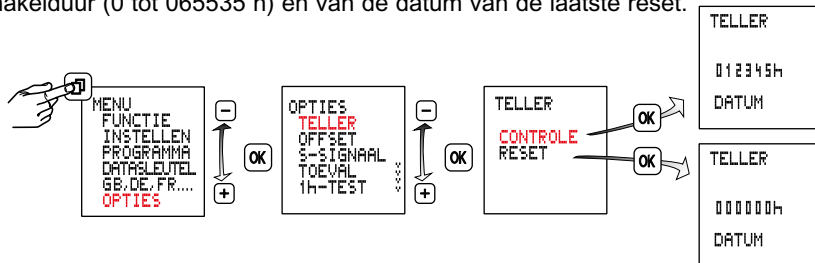 akelduur (0 tot 065535 h) en van de datum van de laatste reset.
MENU
FUNCTIE
INSTELLEN
PROGRAMMA
DATASLEUTEL
GB,DE,FR....
OPTIES
−
+
OK
OPTIES
TELLER
OFFSET
S-SIGNAAL
TOEVAL
1h-TEST
−
+
OK
TELLER
CONTROLE
RESET
OK
OK
TELLER
012345h
DATUM
TELLER
000000h
DATUM